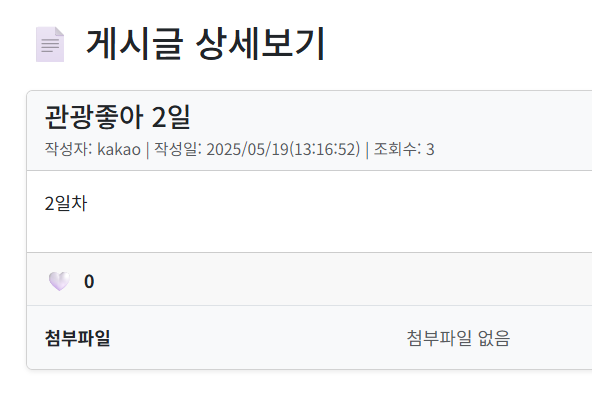 게시글 상세보기
관광좋아 2일
작성자: kakao | 작성일: 2025/05/19(13:16:52) | 조회수: 3
2일차
0
첨부파일 첨부파일 없음